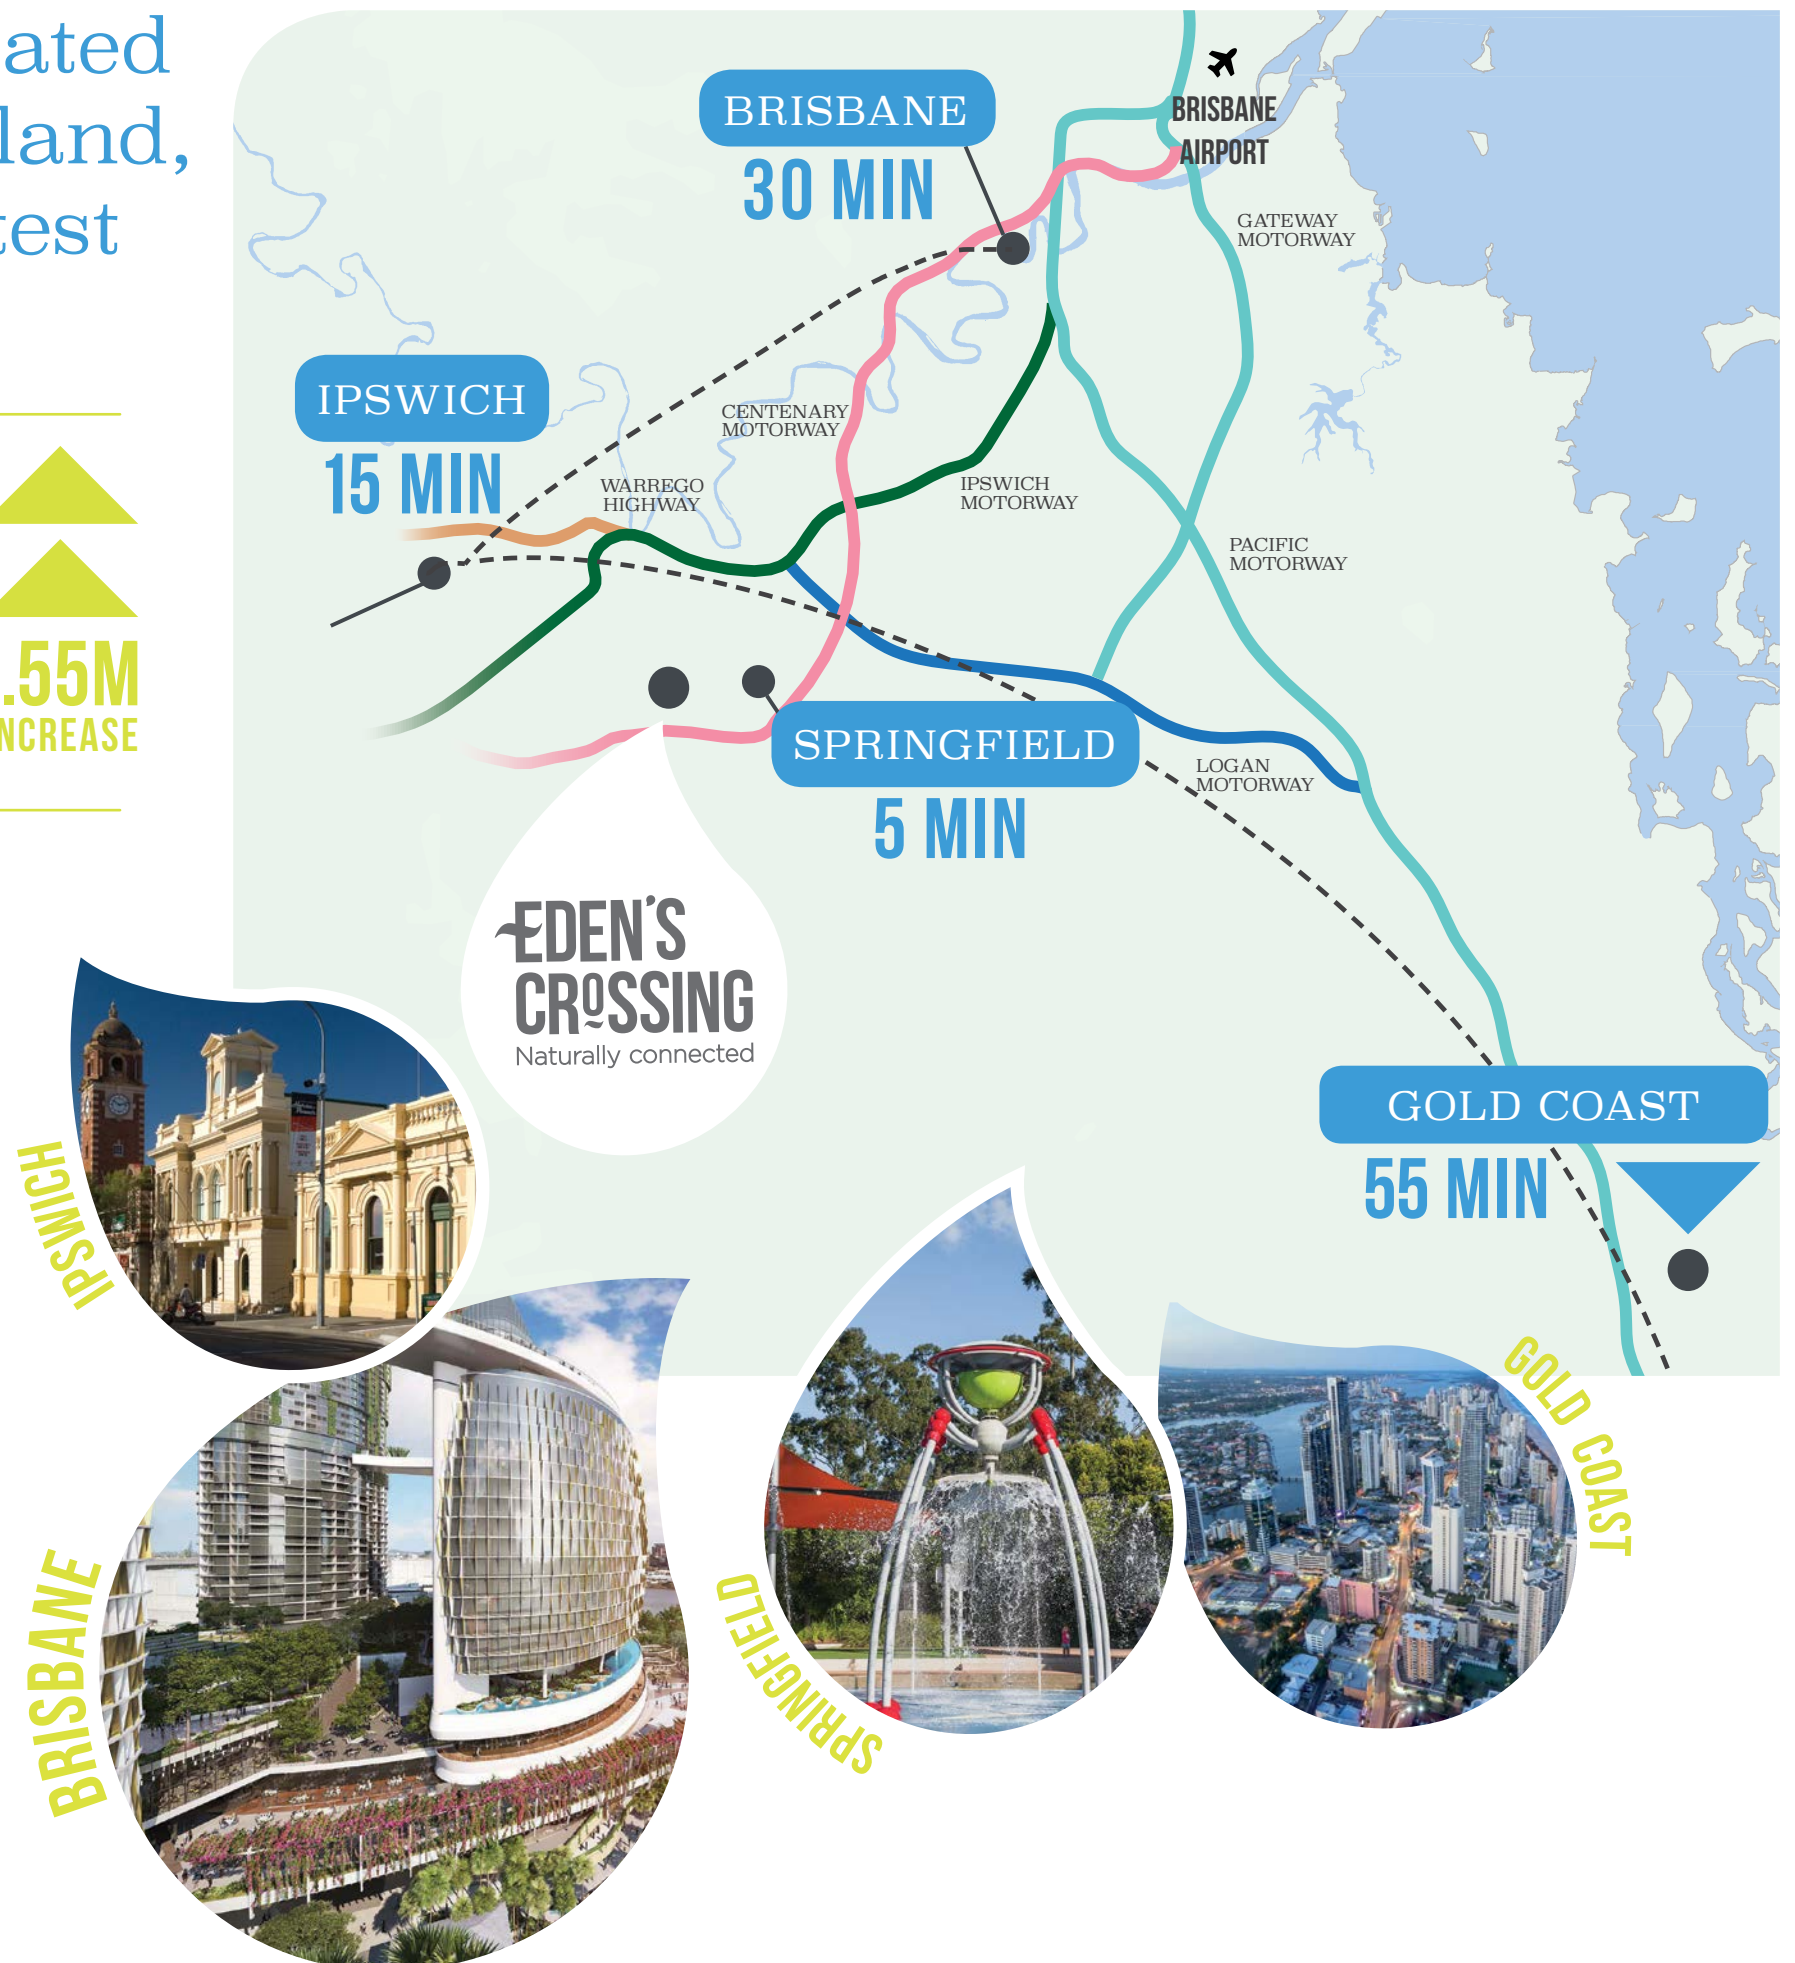 ated
land,
test
.55M
NCREASE
BRISBANE
30 MIN
BRISBANE
AIRPORT
GATEWAY
MOTORWAY
IPSWICH
15 MIN
CENTENARY
MOTORWAY
WARREGO
HIGHWAY
IPSWICH
MOTORWAY
PACIFIC
MOTORWAY
SPRINGFIELD
5 MIN
LOGAN
MOTORWAY
EDEN'S
CROSSING
Naturally connected
GOLD COAST
55 MIN
IPSWICH
BRISBANE
SPRINGFIELD
GOLD COAST